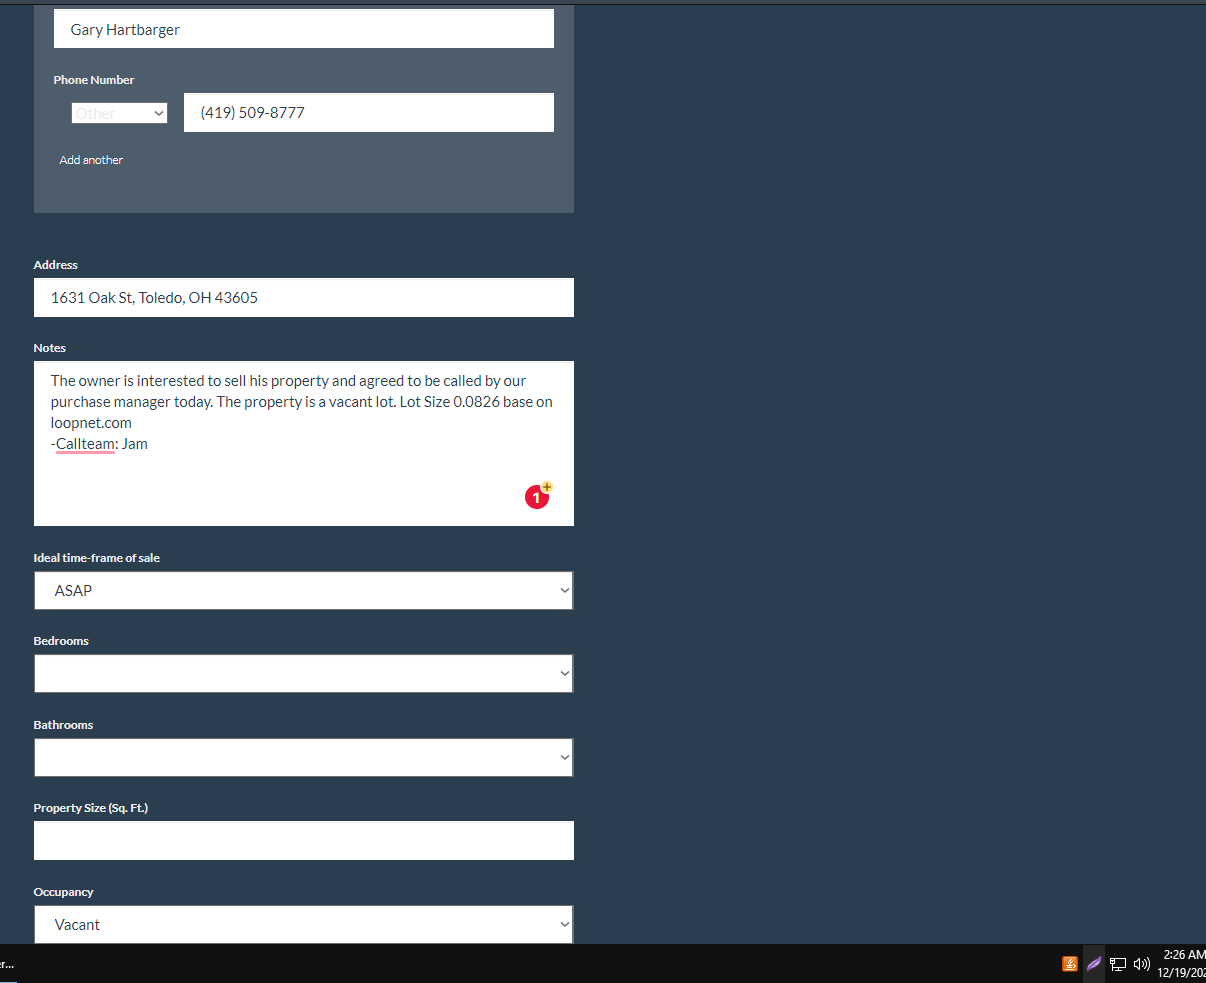 Gary Hartbarger
Phone Number
Other
(419) 509-8777
Add another
Address
1631 Oak St, Toledo, OH 43605
Notes
The owner is interested to sell his property and agreed to be called by our
purchase manager today. The property is a vacant lot. Lot Size 0.0826 base on
loopnet.com
-Callteam: Jam
1
+
Ideal time-frame of sale
ASAP
Bedrooms
Bathrooms
Property Size (Sq. Ft.)
Occupancy
Vacant
r...
2:26 AM
12/19/202